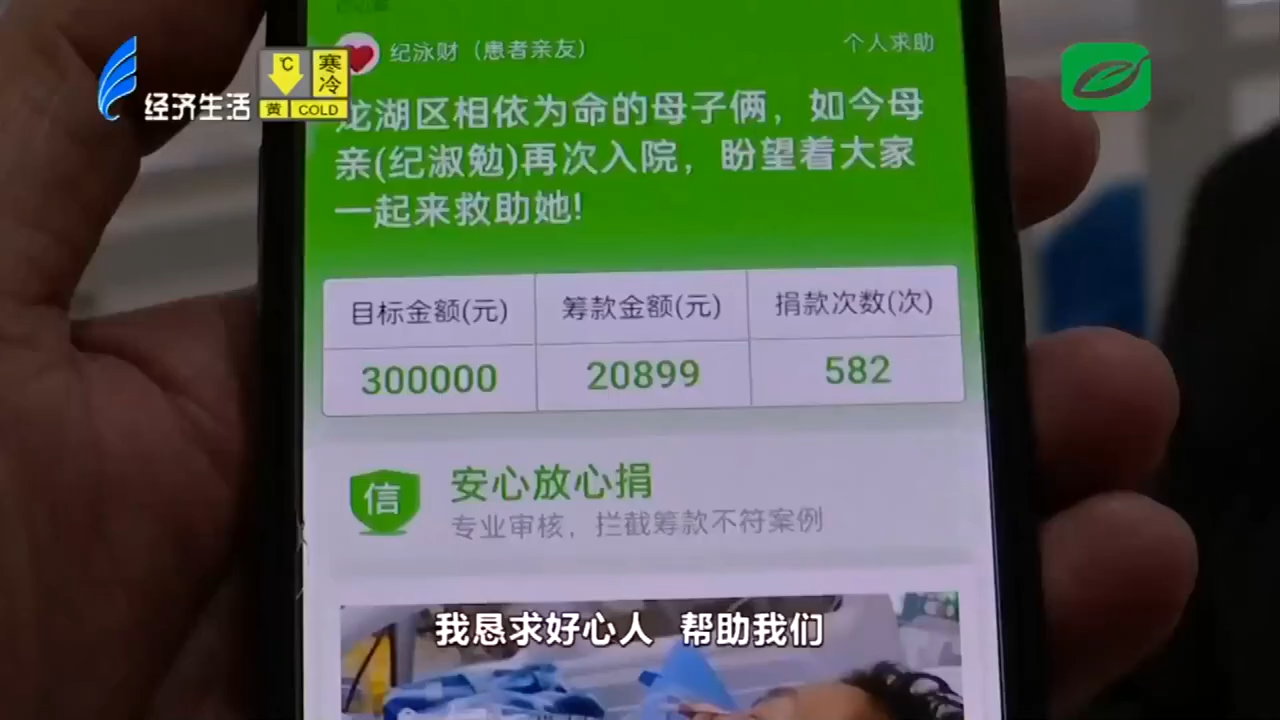 纪泳财（患者亲友）
个人求助
经济生活
℃
寒冷
黄
COLD
龙湖区相依为命的母子俩，如今母
亲(纪淑勉)再次入院，盼望着大家
一起来救助她!
目标金额(元) 筹款金额(元) 捐款次数(次)
300000 20899 582
信
安心放心捐
专业审核，拦截筹款不符案例
我恳求好心人 帮助我们